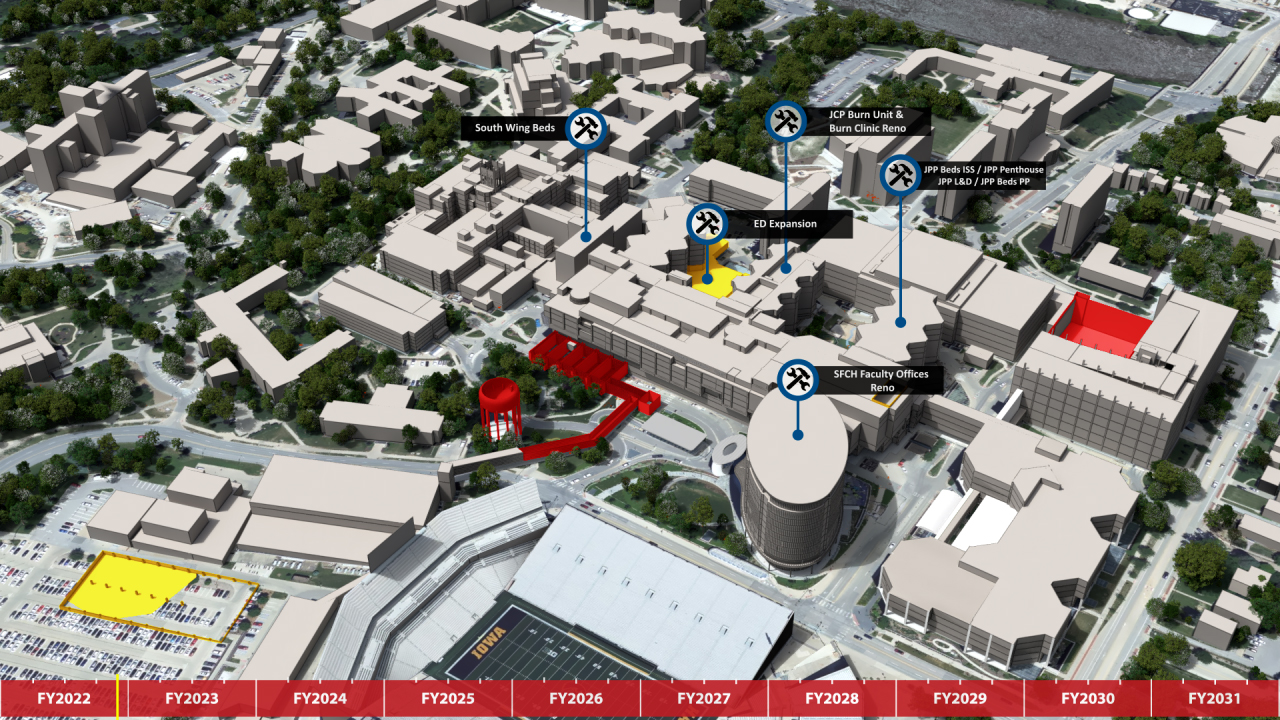 South Wing Beds
JCP Burn Unit &
Burn Clinic Reno
JPP Beds ISS / JPP Penthouse
JPP L&D / JPP Beds PP
ED Expansion
SFCH Faculty Offices
Reno
IOWA
FY2022
FY2023
FY2024
FY2025
FY2026
FY2027
FY2028
FY2029
FY2030
FY2031